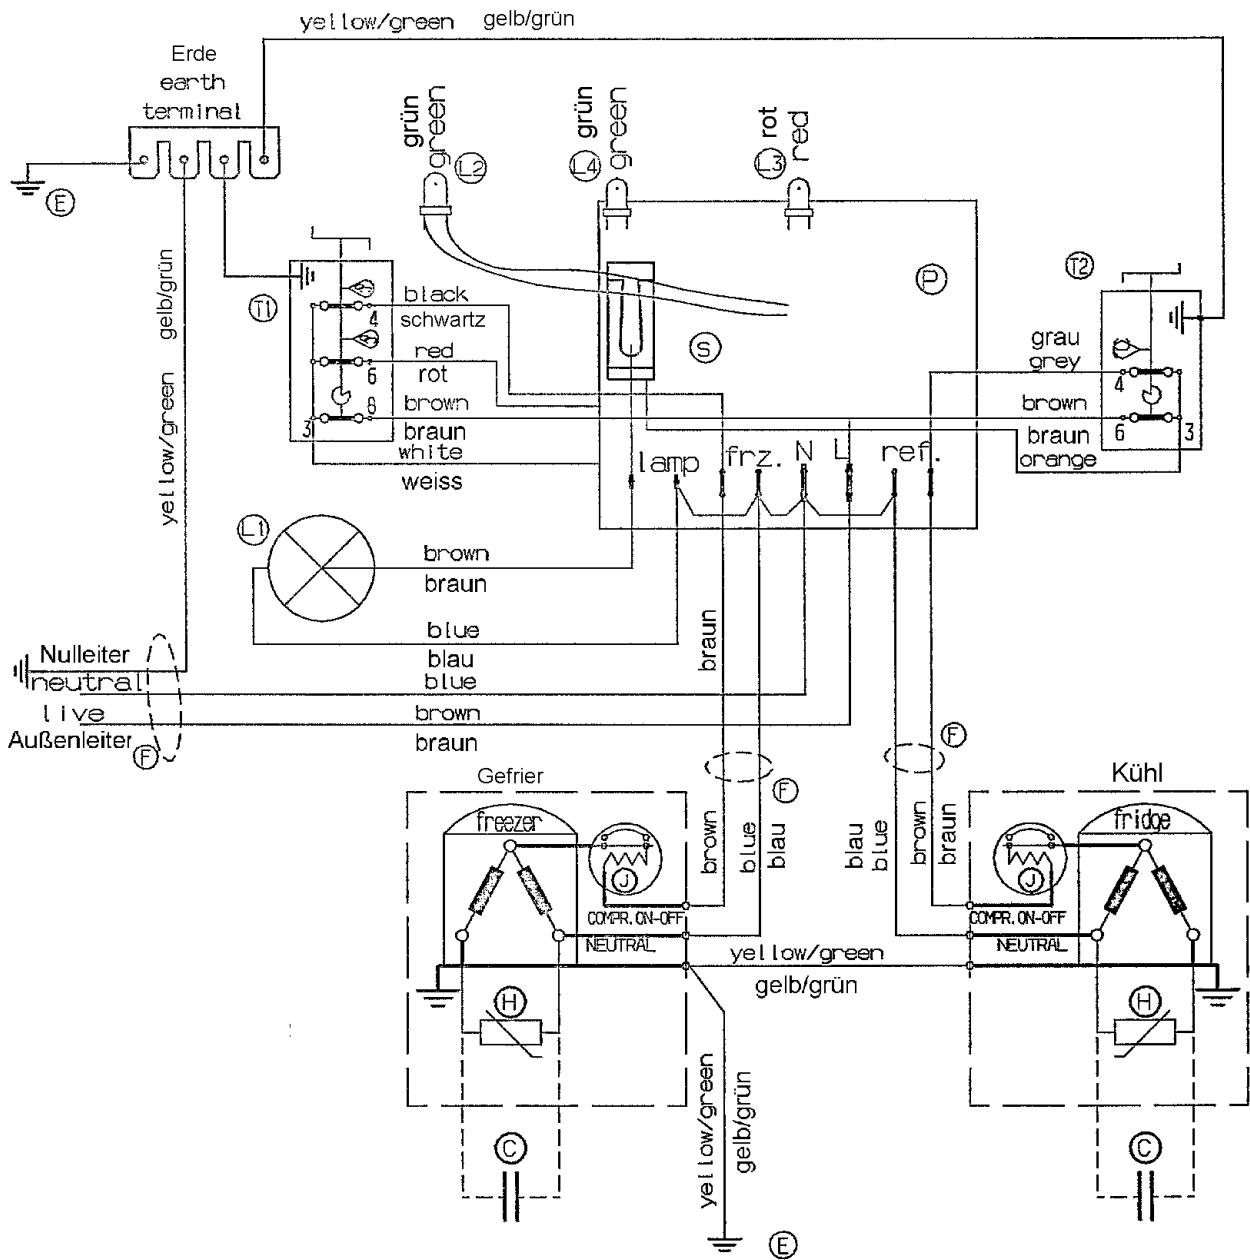 yellow/green gelb/grün
Erde
earth
terminal
E
grün
green
L2
L4
grün
green
L3
rot
red
gelb/grün
yellow/green
T1
black
schwartz
4
red
rot
6
8
brown
3
braun
white
weiss
S
P
T2
grau
grey
4
brown
6
3
braun
orange
lamp
frz.
N
L
ref.
L1
brown
braun
blue
blau
Nulleiter
neutral
blue
live
brown
Außenleiter
braun
F
braun
F
F
Gefrier
Kühl
freezer
J
COMPR. ON-OFF
NEUTRAL
brown
blue
blau
blau
blue
brown
braun
fridge
J
COMPR. ON-OFF
NEUTRAL
yellow/green
gelb/grün
H
H
yellow/green
gelb/grün
C
C
E